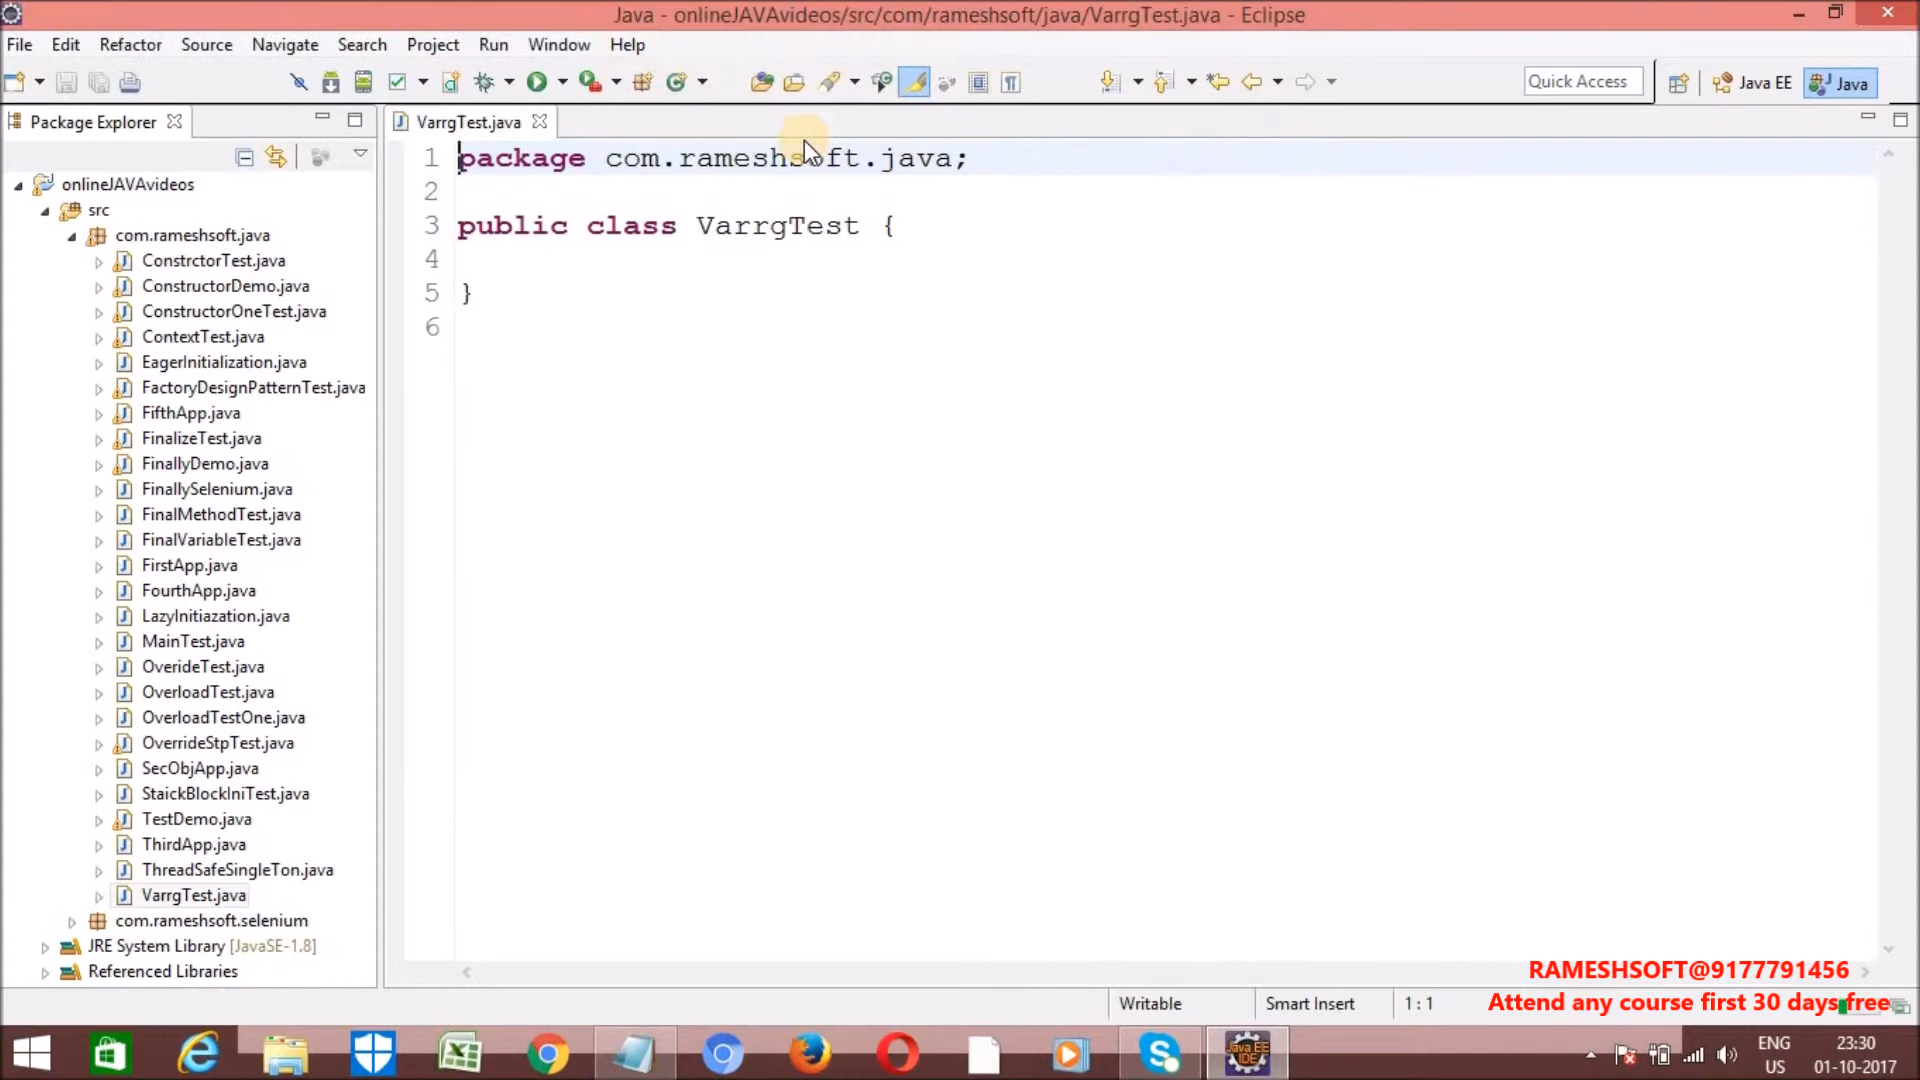 Java - onlineJAVAvideos/src/com/rameshsoft/java/VarrgTest.java - Eclipse
File Edit Refactor Source Navigate Search Project Run Window Help
Quick Access
Java EE
Java
Package Explorer
VarrgTest.java
onlineJAVAvideos
src
com.rameshsoft.java
ConstrctorTest.java
ConstructorDemo.java
ConstructorOneTest.java
ContextTest.java
EagerInitialization.java
FactoryDesignPatternTest.java
FifthApp.java
FinalizeTest.java
FinallyDemo.java
FinallySelenium.java
FinalMethodTest.java
FinalVariableTest.java
FirstApp.java
FourthApp.java
LazyInitiazation.java
MainTest.java
OverideTest.java
OverloadTest.java
OverloadTestOne.java
OverrideStpTest.java
SecObjApp.java
StaickBlockIniTest.java
TestDemo.java
ThirdApp.java
ThreadSafeSingleTon.java
VarrgTest.java
com.rameshsoft.selenium
JRE System Library [JavaSE-1.8]
Referenced Libraries
1 package com.rameshsoft.java;
2
3 public class VarrgTest {
4
5 }
6
RAMESHSOFT@9177791456
Attend any course first 30 days free
Writable
Smart Insert
1 : 1
Java EE
IDE
ENG
US
23:30
01-10-2017